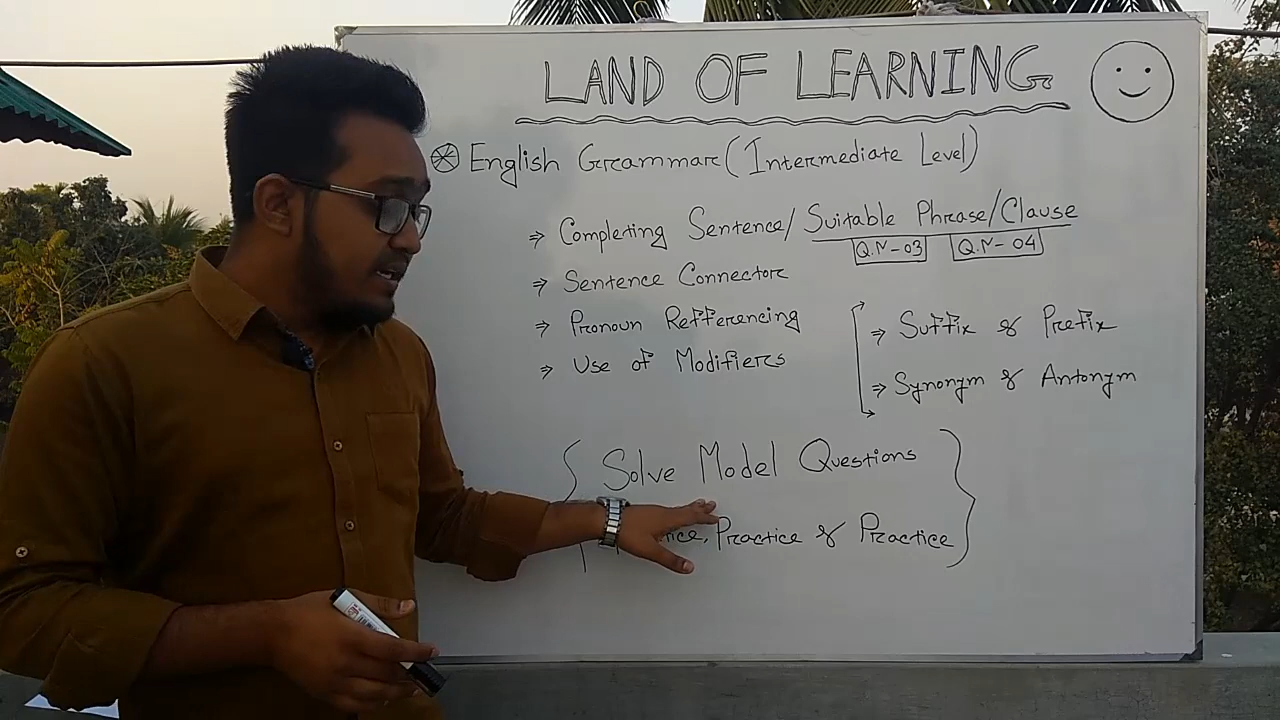 LAND OF LEARNING
English Grammar (Intermediate Level)
⇒ Completing Sentence/ Suitable Phrase/Clause
Q.N-03 Q.N-04
⇒ Sentence Connector
⇒ Pronoun Refferencing
⇒ Use of Modifiers
⇒ Suffix & Prefix
⇒ Synonym & Antonym
Solve Model Questions
Practice & Practice